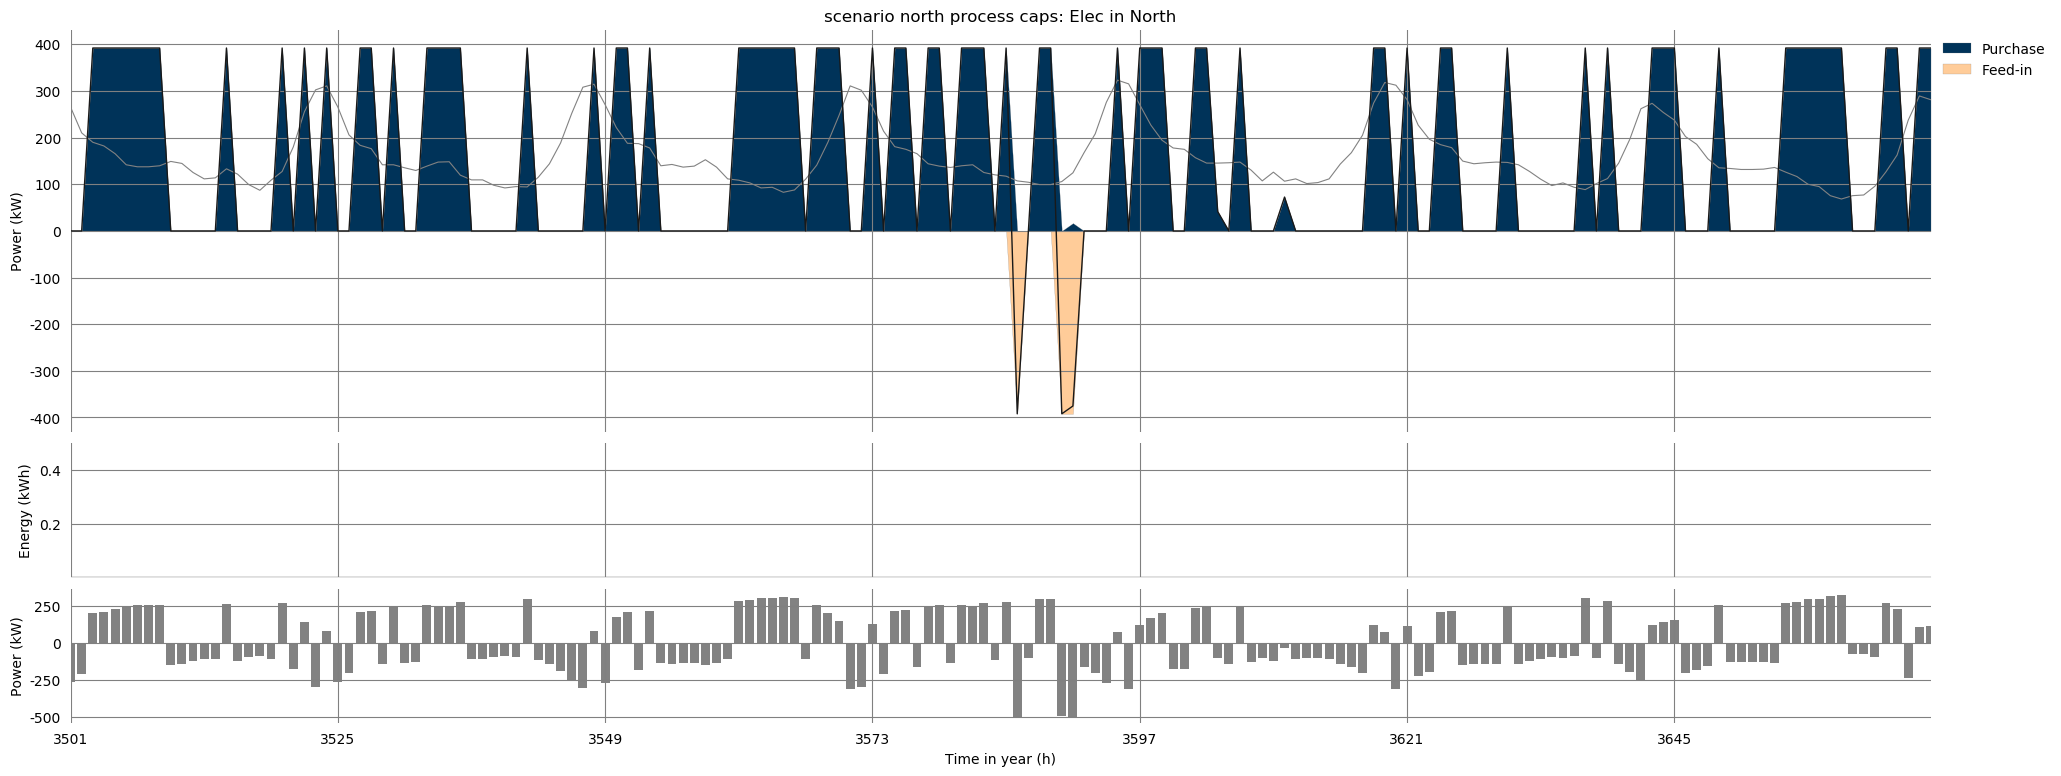 scenario north process caps: Elec in North
Purchase
Feed-in
Power (kW)
400
300
200
100
0
-100
-200
-300
-400
Energy (kWh)
0.4
0.2
Power (kW)
250
0
-250
-500
3501 3525 3549 3573 3597 3621 3645
Time in year (h)